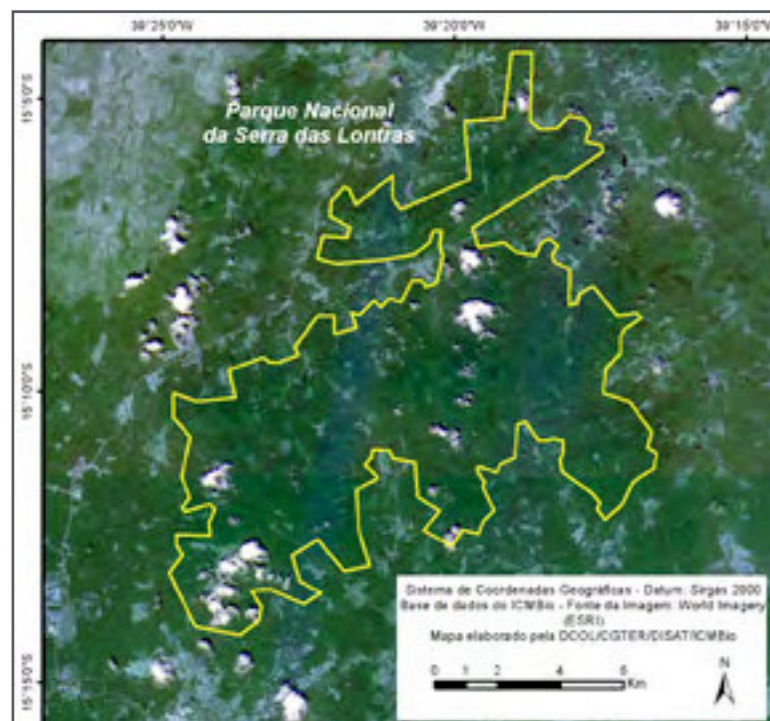 39°25'0"W 39°20'0"W 39°15'0"W
15°5'0"S
Parque Nacional
da Serra das Lontras
15°10'0"S
15°15'0"S
Sistema de Coordenadas Geográficas - Datum: Sirgas 2000
Base de dados do ICMBio - Fonte da Imagem: World Imagery
(ESRI)
Mapa elaborado pela DCOL/CGTER/DISAT/ICMBio
N
0 1 2 4 6
Km